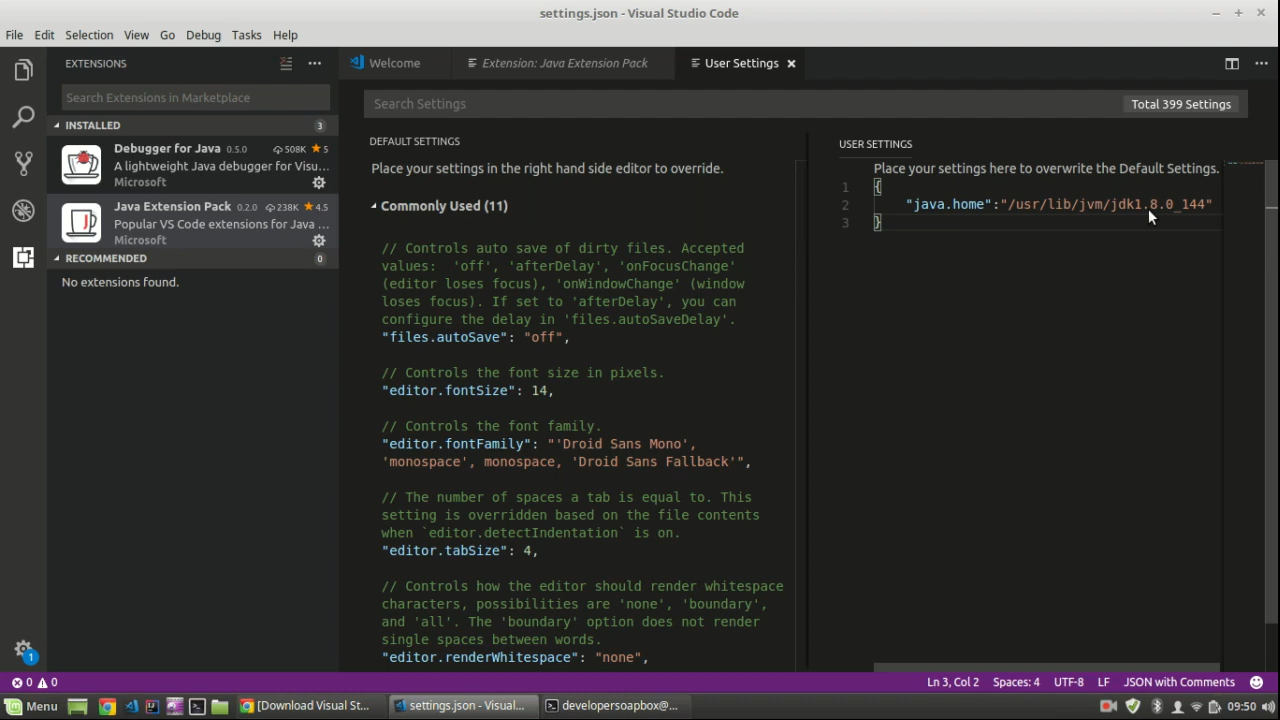 settings.json - Visual Studio Code
File Edit Selection View Go Debug Tasks Help
EXTENSIONS
Search Extensions in Marketplace
INSTALLED 3
Debugger for Java 0.5.0 508K 5
A lightweight Java debugger for Visu...
Microsoft
Java Extension Pack 0.2.0 238K 4.5
Popular VS Code extensions for Java ...
Microsoft
RECOMMENDED 0
No extensions found.
1
Welcome Extension: Java Extension Pack User Settings
Search Settings Total 399 Settings
DEFAULT SETTINGS
Place your settings in the right hand side editor to override.
Commonly Used (11)
// Controls auto save of dirty files. Accepted
values:  'off', 'afterDelay', 'onFocusChange'
(editor loses focus), 'onWindowChange' (window
loses focus). If set to 'afterDelay', you can
configure the delay in 'files.autoSaveDelay'.
"files.autoSave": "off",
// Controls the font size in pixels.
"editor.fontSize": 14,
// Controls the font family.
"editor.fontFamily": "'Droid Sans Mono',
'monospace', monospace, 'Droid Sans Fallback'",
// The number of spaces a tab is equal to. This
setting is overridden based on the file contents
when `editor.detectIndentation` is on.
"editor.tabSize": 4,
// Controls how the editor should render whitespace
characters, possibilities are 'none', 'boundary',
and 'all'. The 'boundary' option does not render
single spaces between words.
"editor.renderWhitespace": "none",
USER SETTINGS
Place your settings here to overwrite the Default Settings.
1 {
2 "java.home":"/usr/lib/jvm/jdk1.8.0_144"
3 }
0 0 Ln 3, Col 2 Spaces: 4 UTF-8 LF JSON with Comments
Menu [Download Visual St... settings.json - Visual... developersoapbox@... 09:50